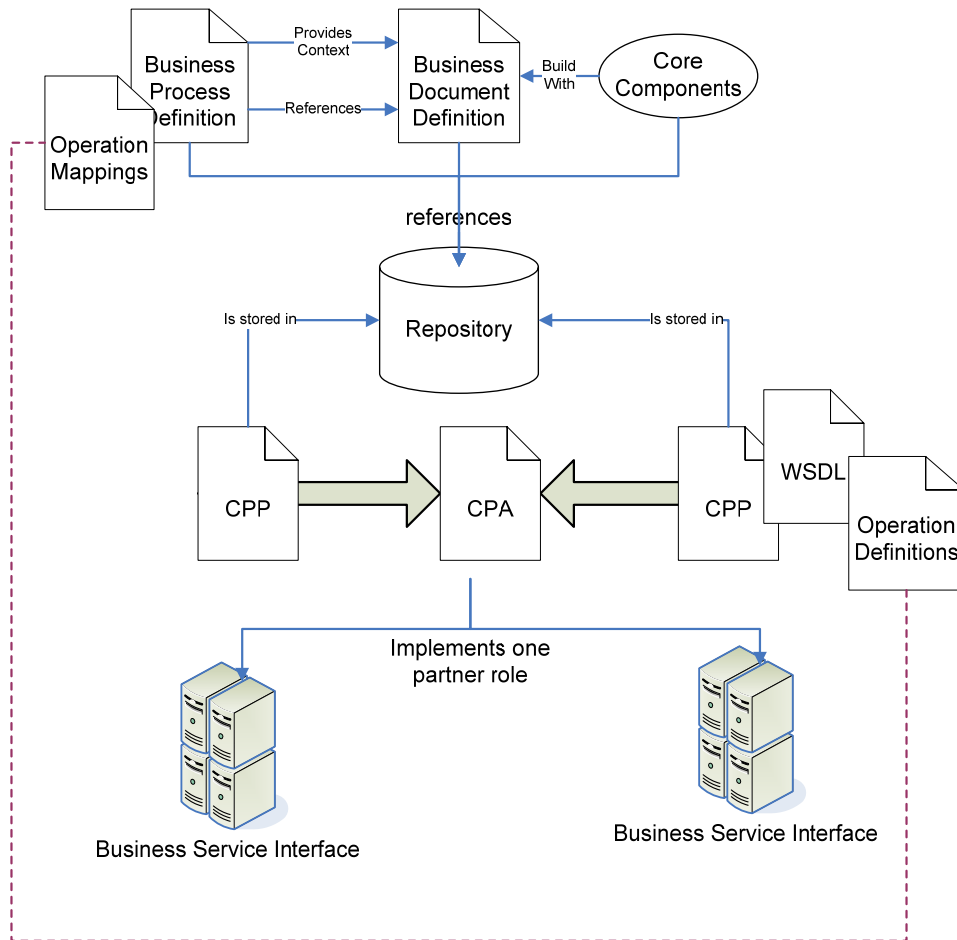 Provides
Context
Business
Process
Definition
References
Business
Document
Definition
Build
With
Core
Components
Operation
Mappings
references
Is stored in
Repository
Is stored in
CPP
CPA
CPP
WSDL
Operation
Definitions
Implements one
partner role
Business Service Interface
Business Service Interface